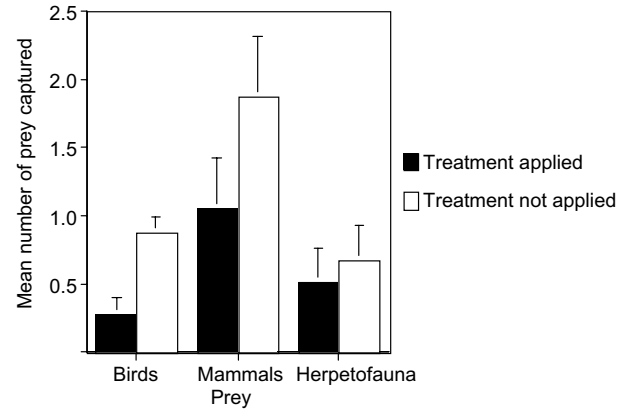 Mean number of prey captured
2.5
2.0
1.5
1.0
0.5
Birds
Mammals
Herpetofauna
Prey
Treatment applied
Treatment not applied